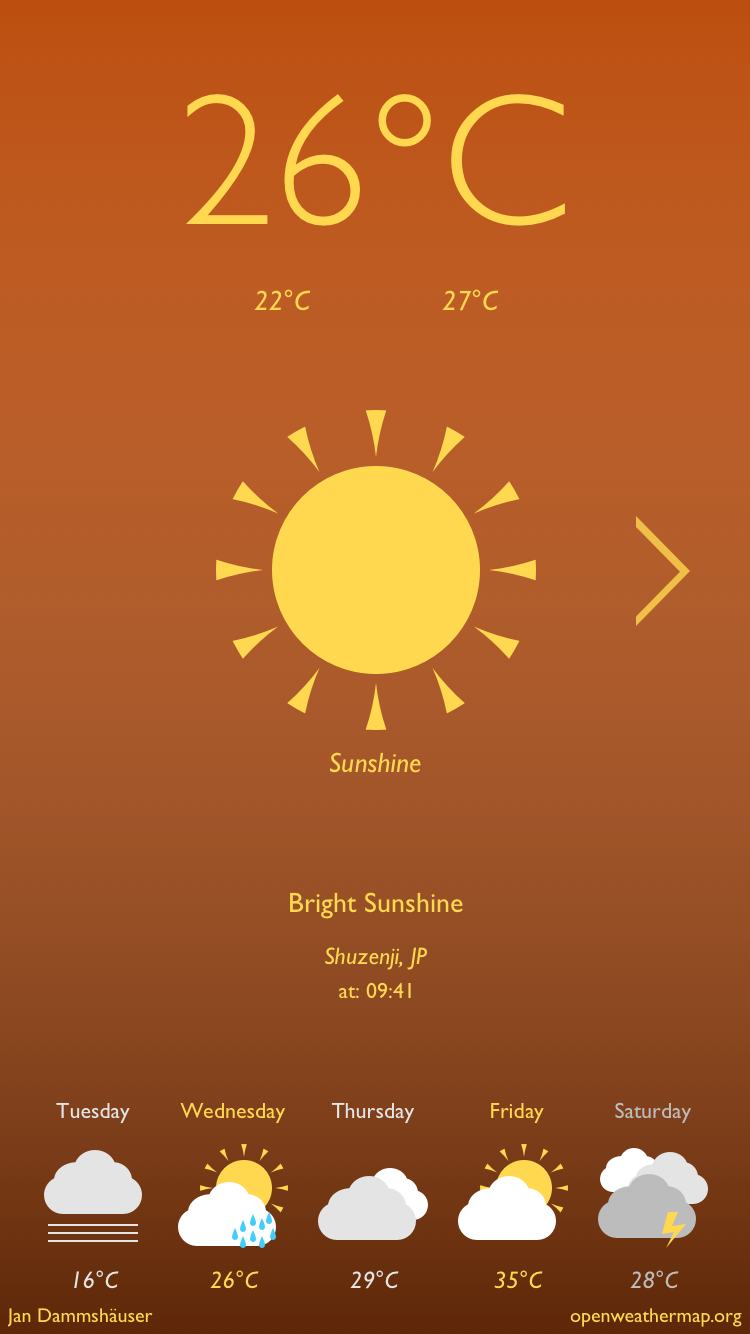 26°C
22°C 27°C
Sunshine
Bright Sunshine
Shuzenji, JP
at: 09:41
Tuesday Wednesday Thursday Friday Saturday
16°C 26°C 29°C 35°C 28°C
Jan Dammshäuser openweathermap.org